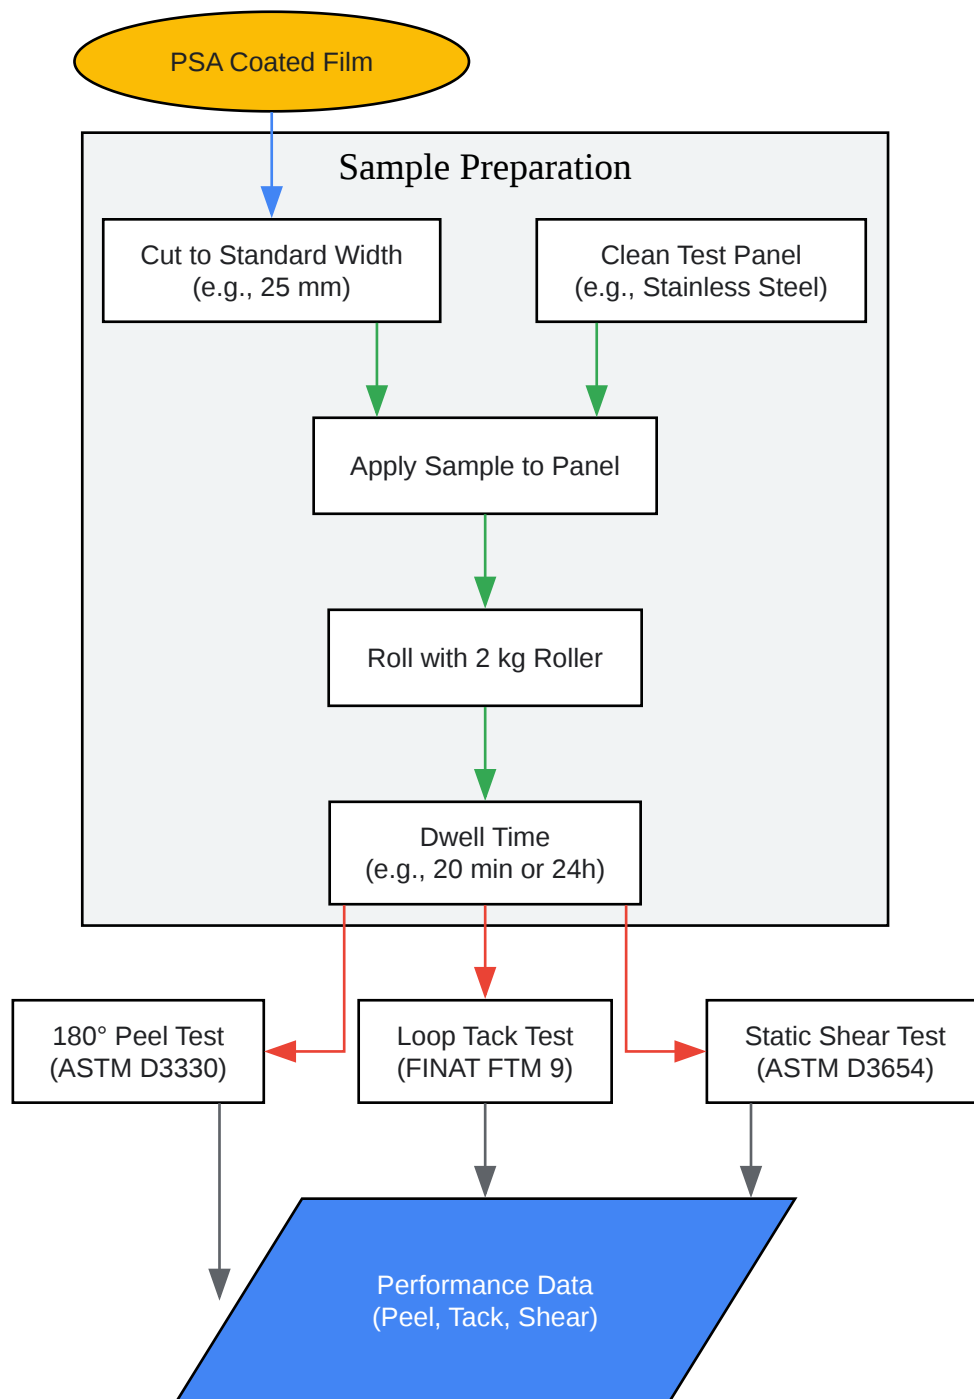 PSA Coated Film
Sample Preparation
Cut to Standard Width
(e.g., 25 mm)
Clean Test Panel
(e.g., Stainless Steel)
Apply Sample to Panel
Roll with 2 kg Roller
Dwell Time
(e.g., 20 min or 24h)
180° Peel Test
(ASTM D3330)
Loop Tack Test
(FINAT FTM 9)
Static Shear Test
(ASTM D3654)
Performance Data
(Peel, Tack, Shear)